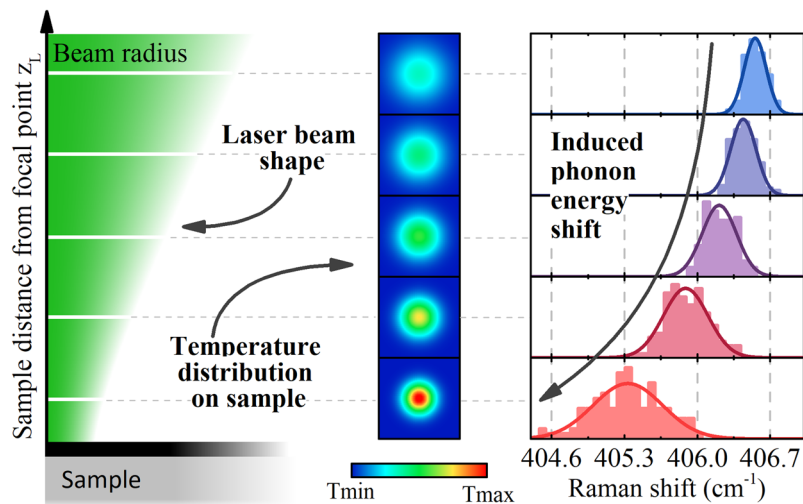 Sample distance from focal point z_L
Beam radius
Laser beam
shape
Temperature
distribution
on sample
Sample
Tmin
Tmax
Induced
phonon
energy
shift
404.6 405.3 406.0 406.7
Raman shift (cm⁻¹)